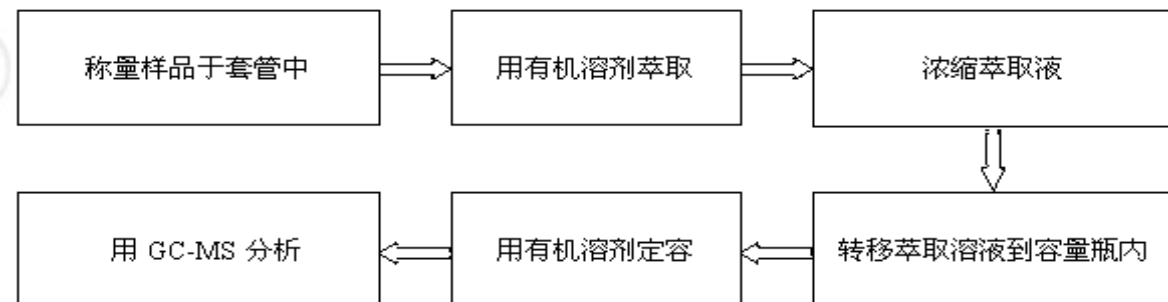 称量样品于套管中
用有机溶剂萃取
浓缩萃取液
转移萃取溶液到容量瓶内
用有机溶剂定容
用 GC-MS 分析